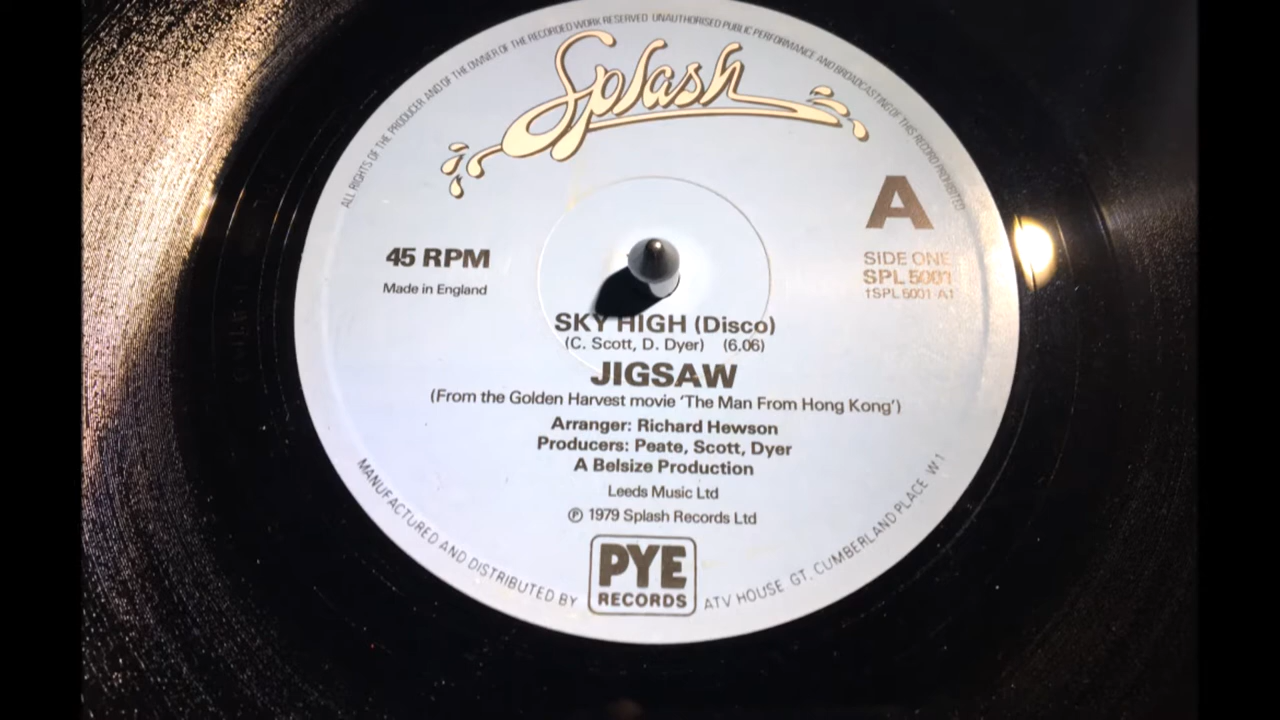 ALL RIGHTS OF THE PRODUCER AND OF THE OWNER OF THE RECORDED WORK RESERVED UNAUTHORISED PUBLIC PERFORMANCE AND BROADCASTING OF THIS RECORD PROHIBITED
Splash
A
45 RPM
Made in England
SIDE ONE
SPL 5001
1SPL 5001 A1
SKY HIGH (Disco)
(C. Scott, D. Dyer) (6.06)
JIGSAW
(From the Golden Harvest movie 'The Man From Hong Kong')
Arranger: Richard Hewson
Producers: Peate, Scott, Dyer
A Belsize Production
Leeds Music Ltd
℗ 1979 Splash Records Ltd
MANUFACTURED AND DISTRIBUTED BY
PYE
RECORDS
ATV HOUSE GT. CUMBERLAND PLACE W1